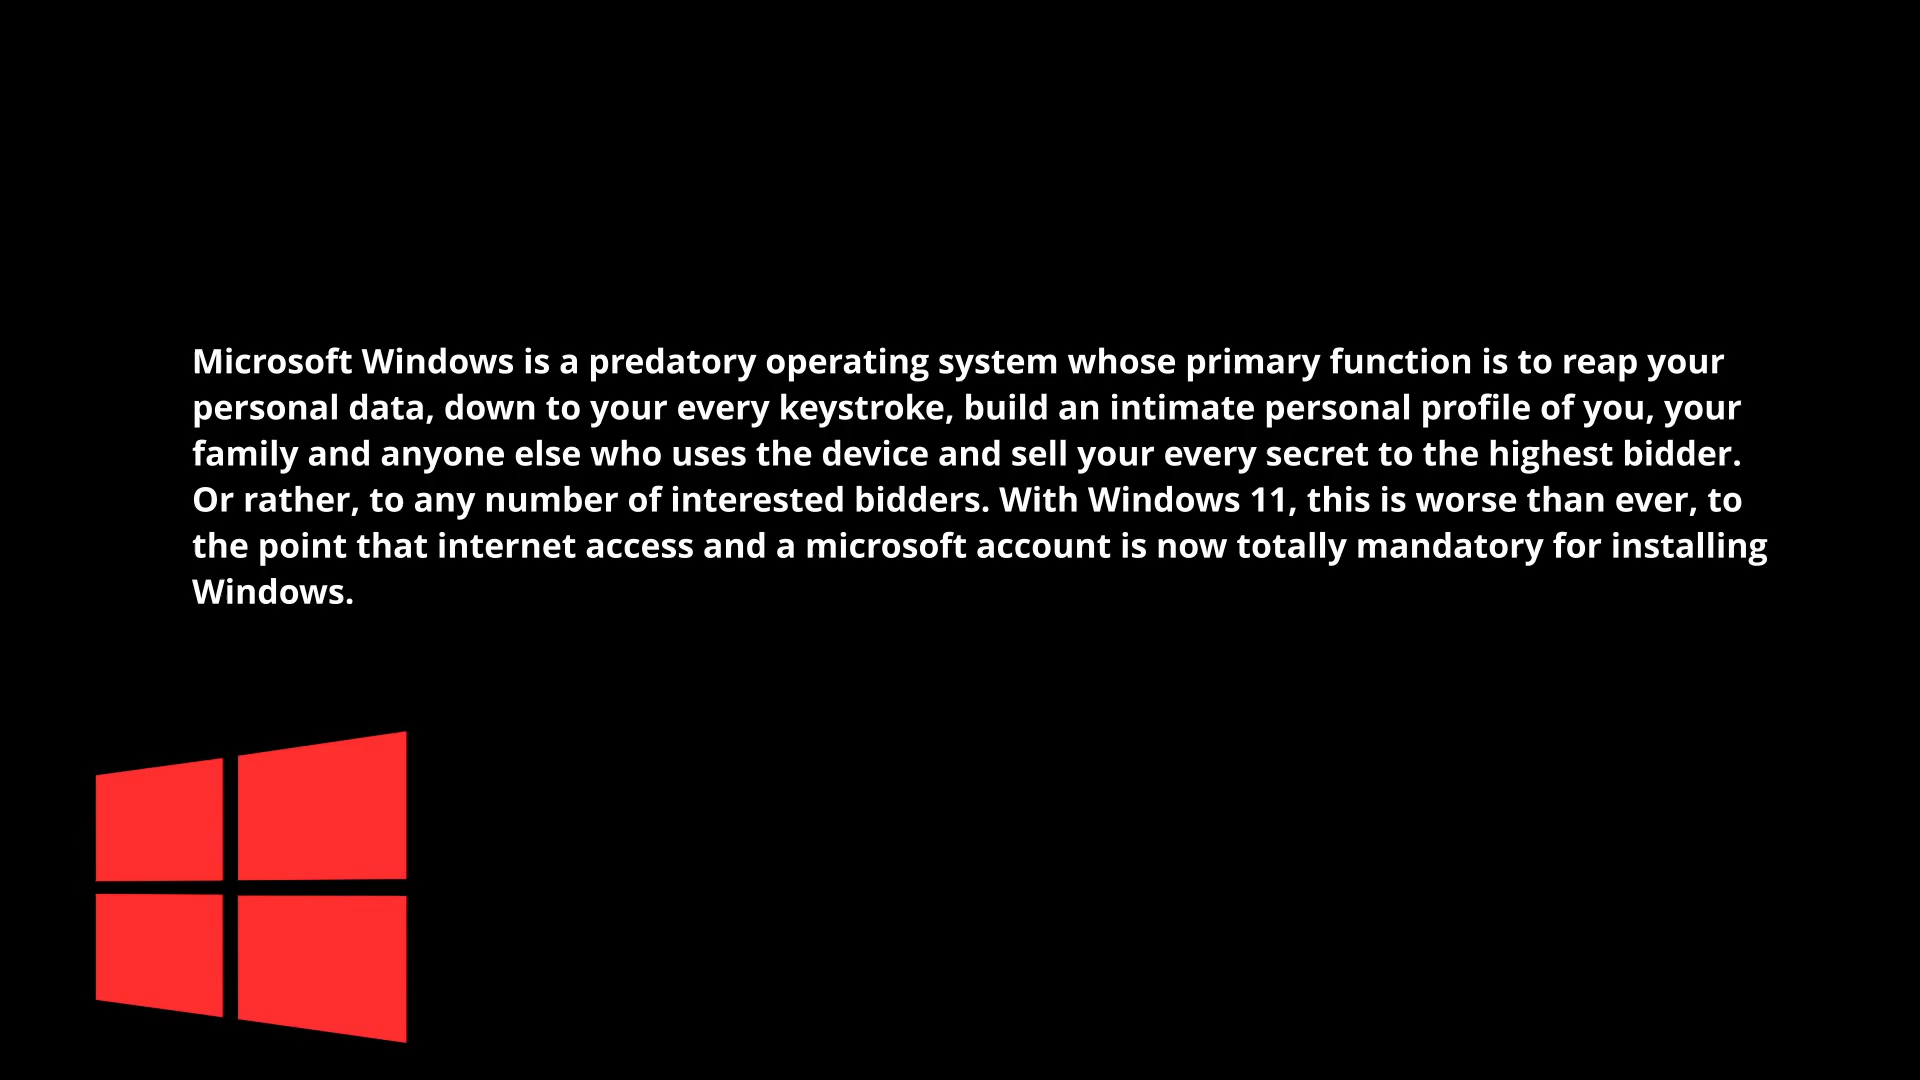 Microsoft Windows is a predatory operating system whose primary function is to reap your
personal data, down to your every keystroke, build an intimate personal profile of you, your
family and anyone else who uses the device and sell your every secret to the highest bidder.
Or rather, to any number of interested bidders. With Windows 11, this is worse than ever, to
the point that internet access and a microsoft account is now totally mandatory for installing
Windows.